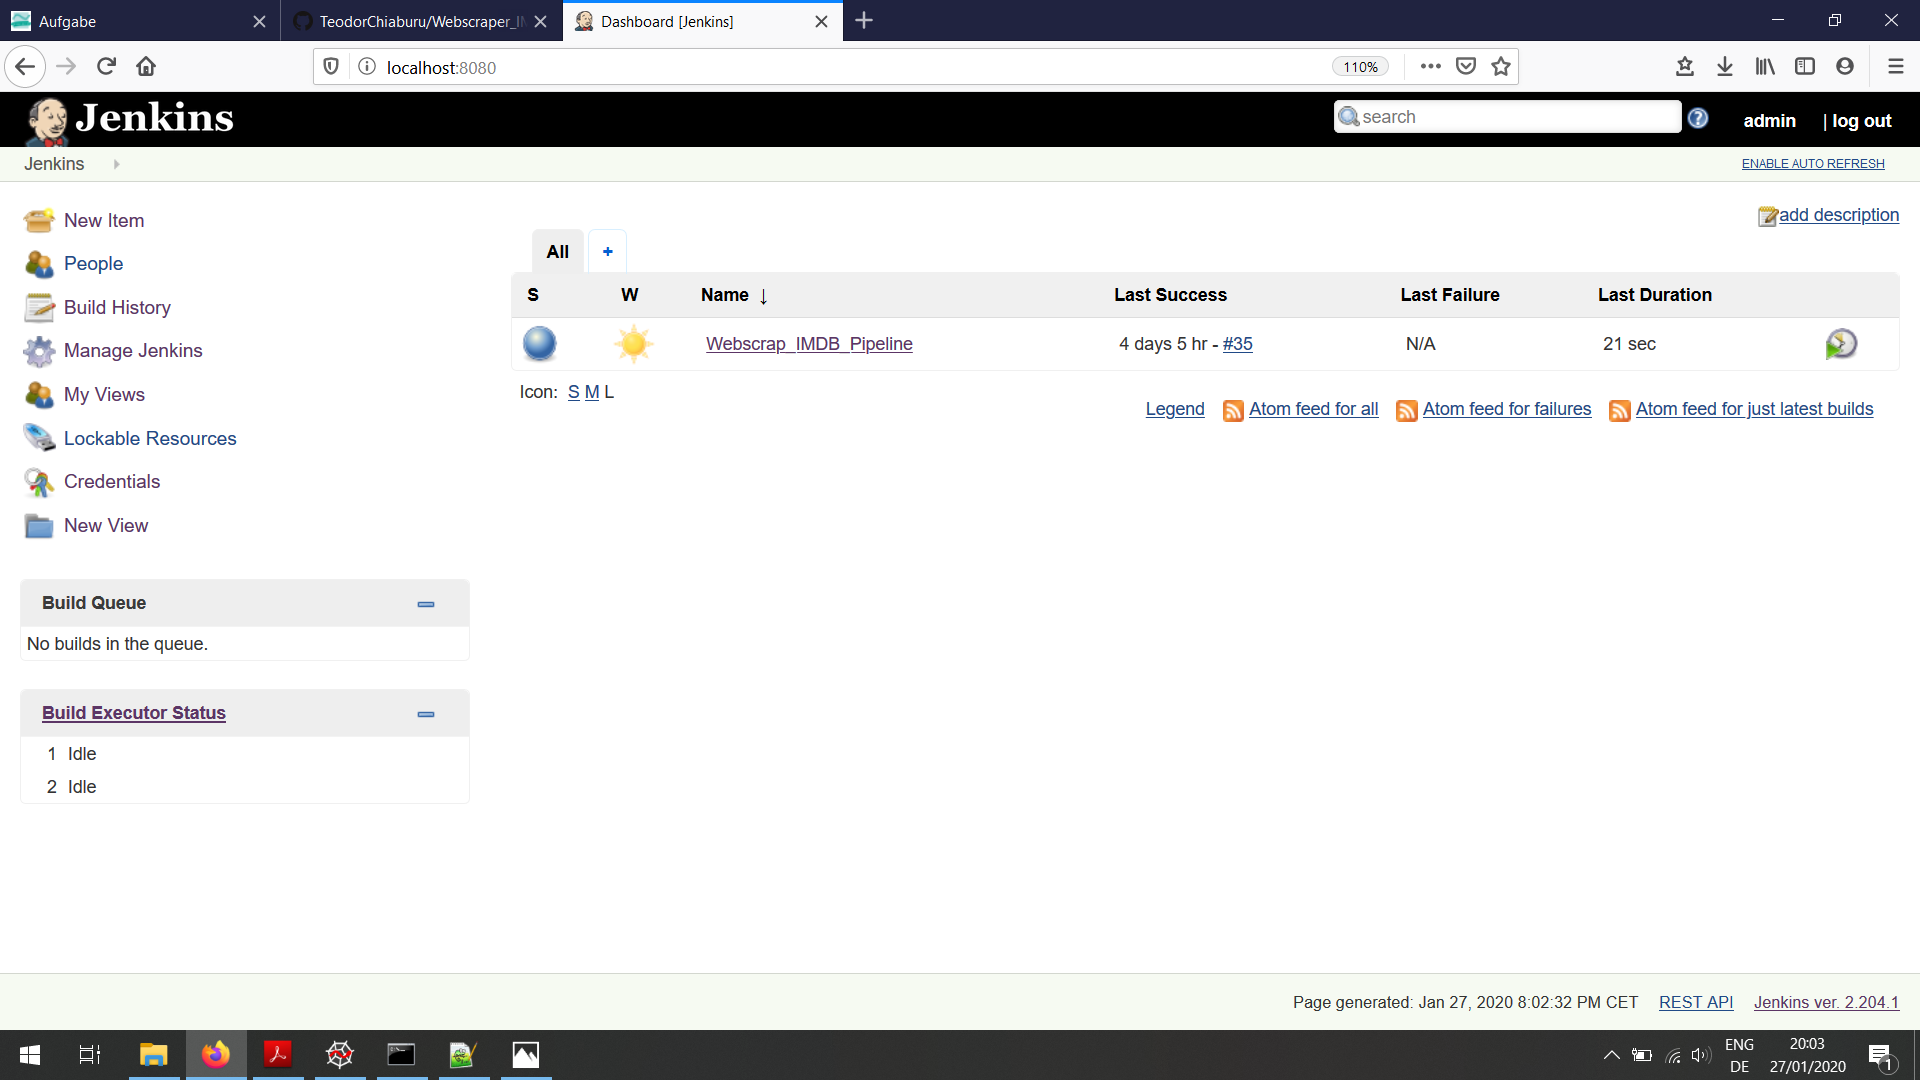 Aufgabe
TeodorChiaburu/Webscraper_IM
Dashboard [Jenkins]
localhost:8080
110%
Jenkins
search
admin
| log out
Jenkins
ENABLE AUTO REFRESH
New Item
People
Build History
Manage Jenkins
My Views
Lockable Resources
Credentials
New View
Build Queue
No builds in the queue.
Build Executor Status
1 Idle
2 Idle
add description
All +
S W Name ↓ Last Success Last Failure Last Duration
Webscrap_IMDB_Pipeline 4 days 5 hr - #35 N/A 21 sec
Icon: S M L
Legend Atom feed for all Atom feed for failures Atom feed for just latest builds
Page generated: Jan 27, 2020 8:02:32 PM CET REST API Jenkins ver. 2.204.1
ENG
DE
20:03
27/01/2020
1